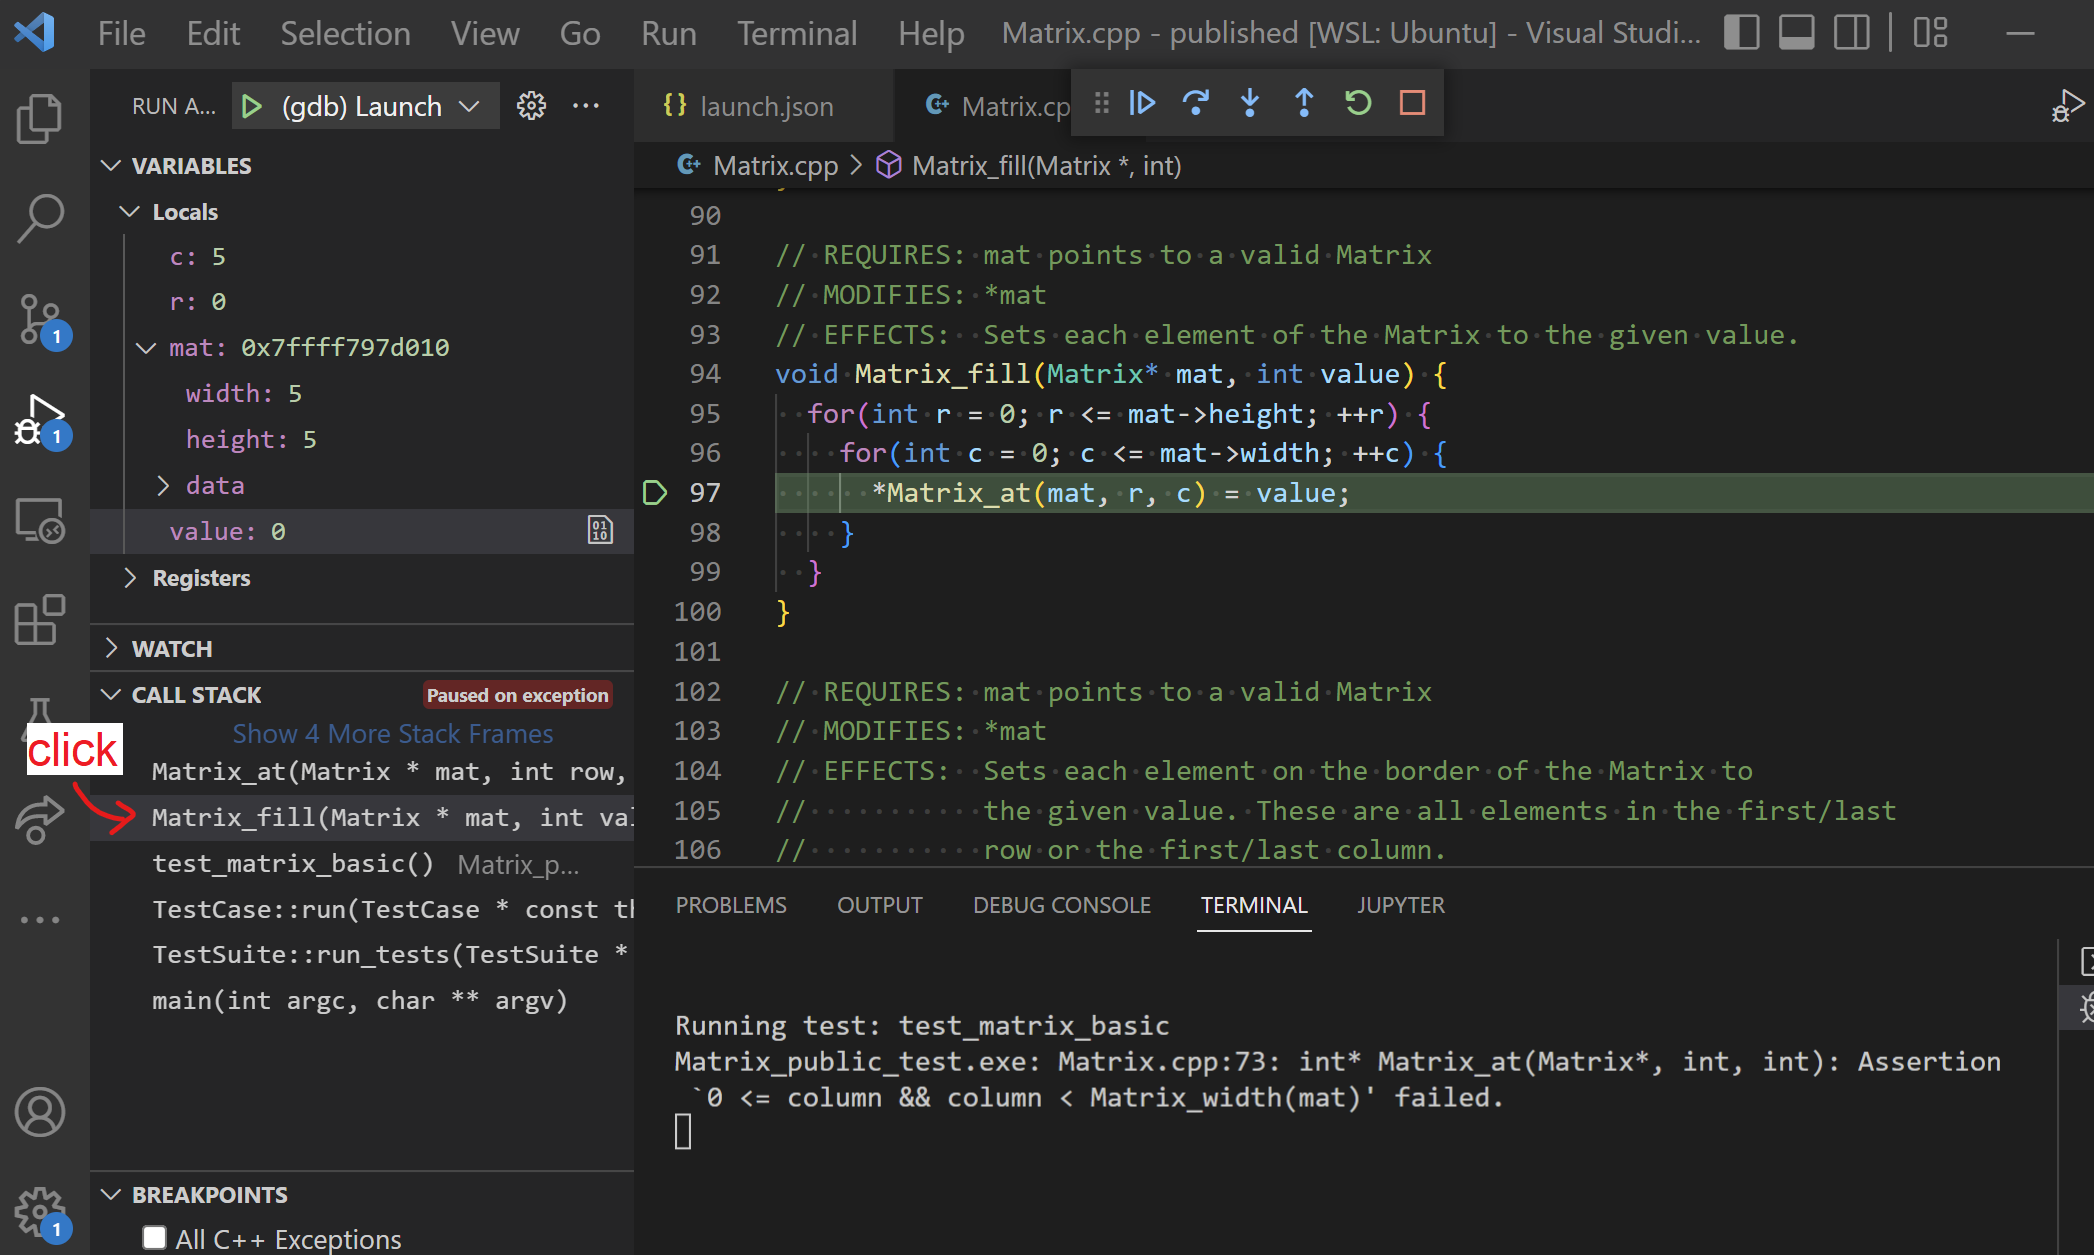 File Edit Selection View Go Run Terminal Help Matrix.cpp - published [WSL: Ubuntu] - Visual Studi...
RUN A... (gdb) Launch
VARIABLES
Locals
c: 5
r: 0
mat: 0x7ffff797d010
width: 5
height: 5
data
value: 0
Registers
WATCH
CALL STACK Paused on exception
Show 4 More Stack Frames
click
Matrix_at(Matrix * mat, int row,
Matrix_fill(Matrix * mat, int val
test_matrix_basic() Matrix_p...
TestCase::run(TestCase * const th
TestSuite::run_tests(TestSuite *
main(int argc, char ** argv)
BREAKPOINTS
All C++ Exceptions
1
1
1
{} launch.json Matrix.cp
Matrix.cpp > Matrix_fill(Matrix *, int)
90
91 // REQUIRES: mat points to a valid Matrix
92 // MODIFIES: *mat
93 // EFFECTS: Sets each element of the Matrix to the given value.
94 void Matrix_fill(Matrix* mat, int value) {
95 for(int r = 0; r <= mat->height; ++r) {
96 for(int c = 0; c <= mat->width; ++c) {
97 *Matrix_at(mat, r, c) = value;
98 }
99 }
100 }
101
102 // REQUIRES: mat points to a valid Matrix
103 // MODIFIES: *mat
104 // EFFECTS: Sets each element on the border of the Matrix to
105 // the given value. These are all elements in the first/last
106 // row or the first/last column.
PROBLEMS OUTPUT DEBUG CONSOLE TERMINAL JUPYTER
Running test: test_matrix_basic
Matrix_public_test.exe: Matrix.cpp:73: int* Matrix_at(Matrix*, int, int): Assertion
`0 <= column && column < Matrix_width(mat)' failed.